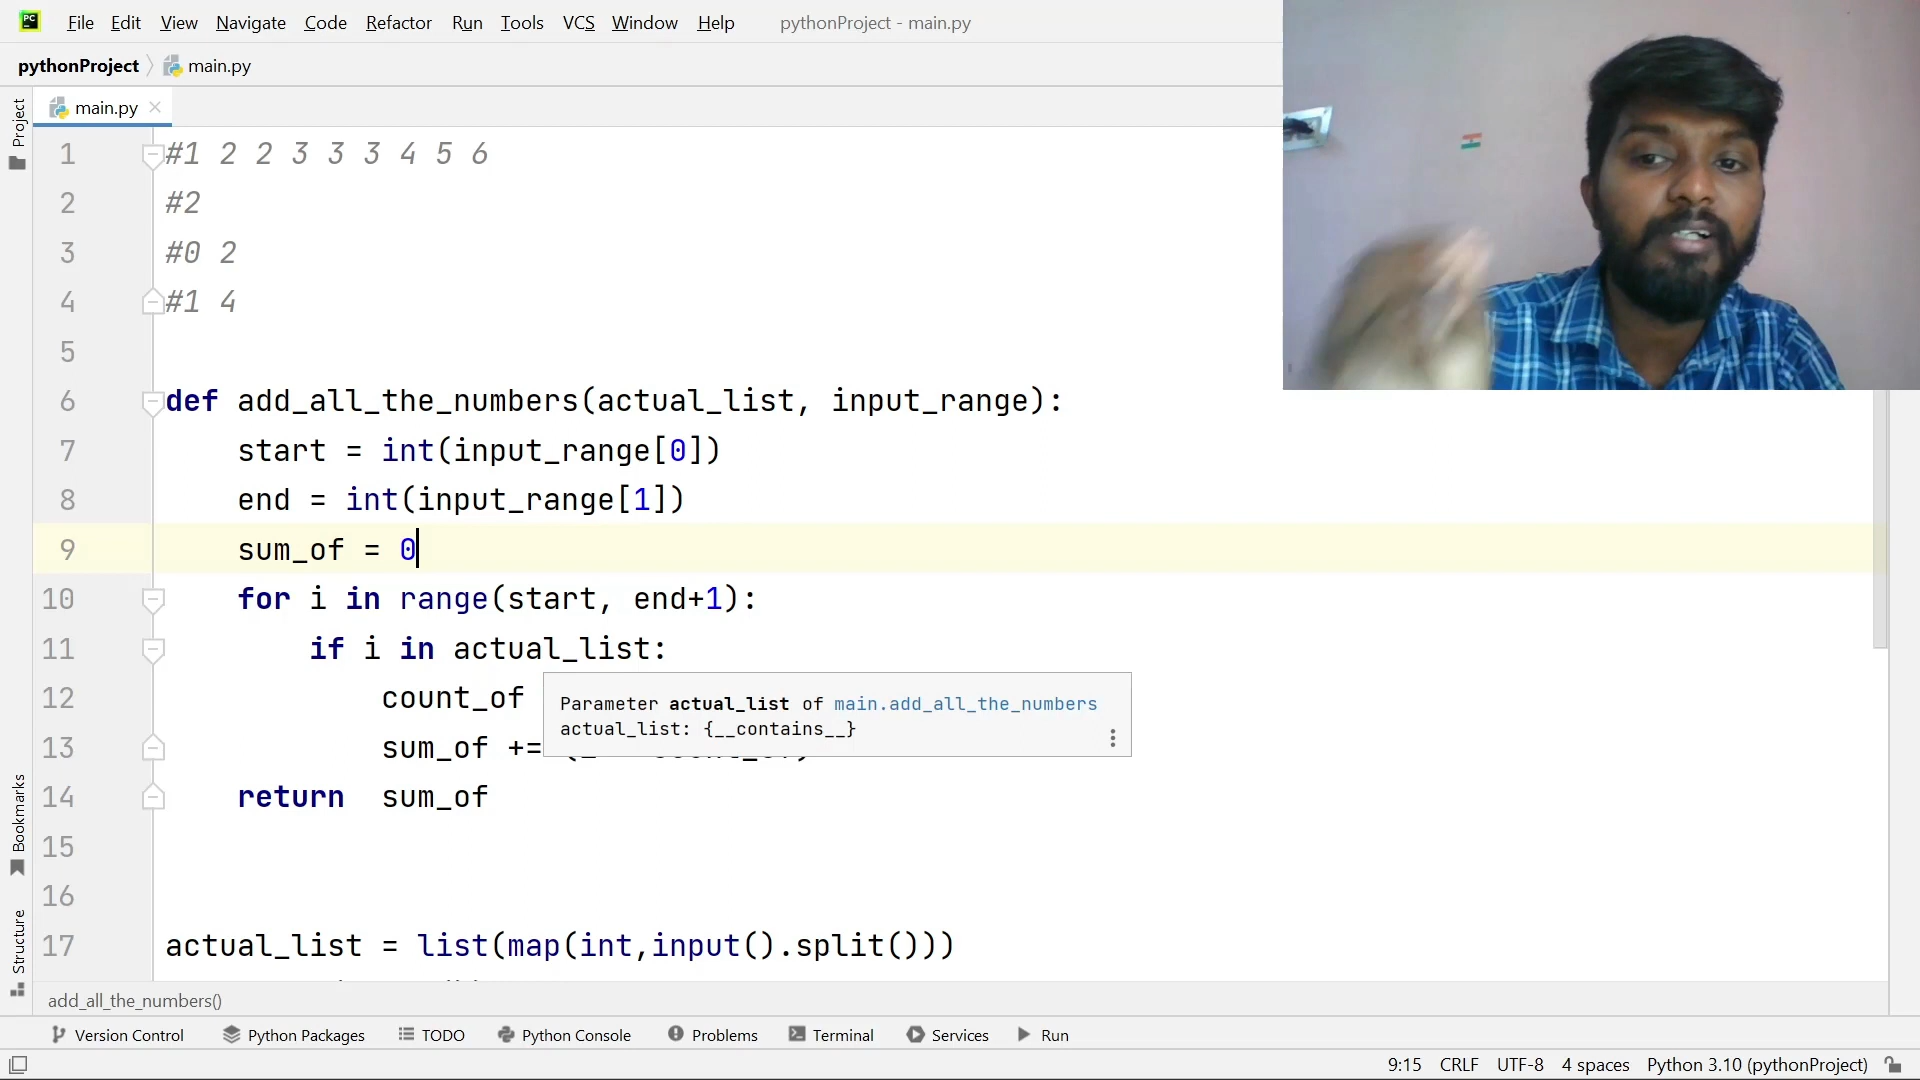 PC File Edit View Navigate Code Refactor Run Tools VCS Window Help pythonProject - main.py
pythonProject main.py
Project
main.py
1 #1 2 2 3 3 3 4 5 6
2 #2
3 #0 2
4 #1 4
5
6 def add_all_the_numbers(actual_list, input_range):
7 start = int(input_range[0])
8 end = int(input_range[1])
9 sum_of = 0
10 for i in range(start, end+1):
11 if i in actual_list:
12 count_of
Parameter actual_list of main.add_all_the_numbers
actual_list: {__contains__}
13 sum_of +=
14 return sum_of
15
16
17 actual_list = list(map(int,input().split()))
Bookmarks
Structure
add_all_the_numbers()
Version Control Python Packages TODO Python Console Problems Terminal Services Run
9:15 CRLF UTF-8 4 spaces Python 3.10 (pythonProject)